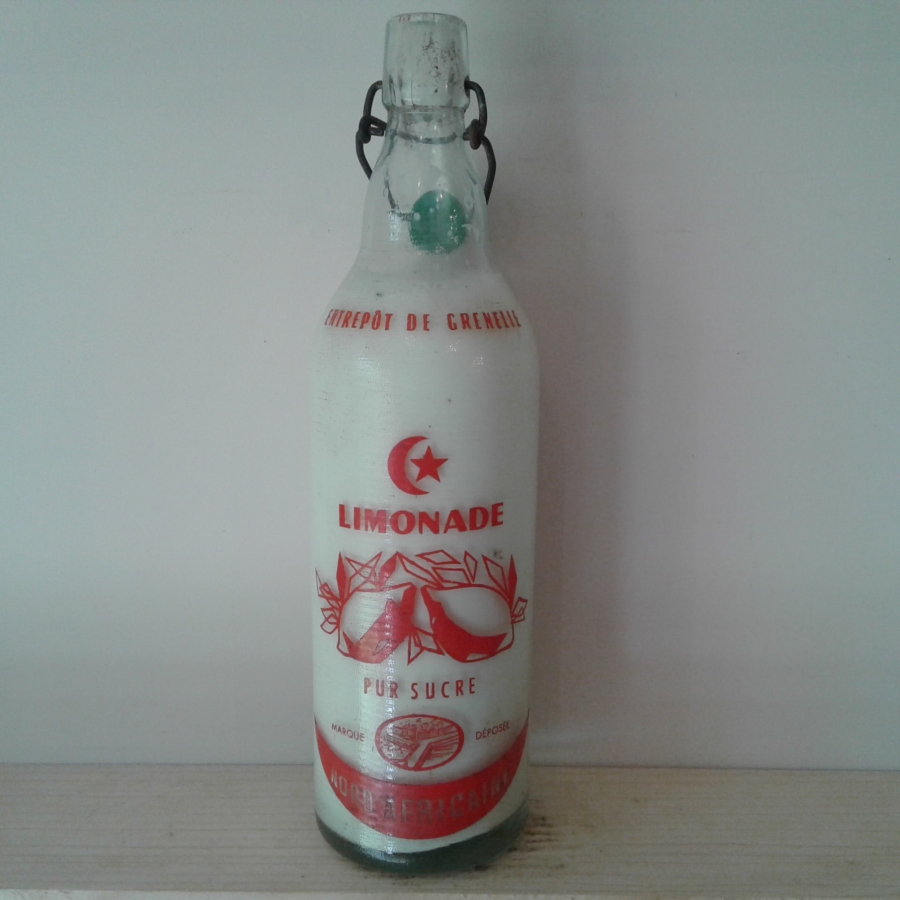 ENTREPÔT DE GRENELLE
LIMONADE
PUR SUCRE
MARQUE DÉPOSÉE
NORD AFRICAINE